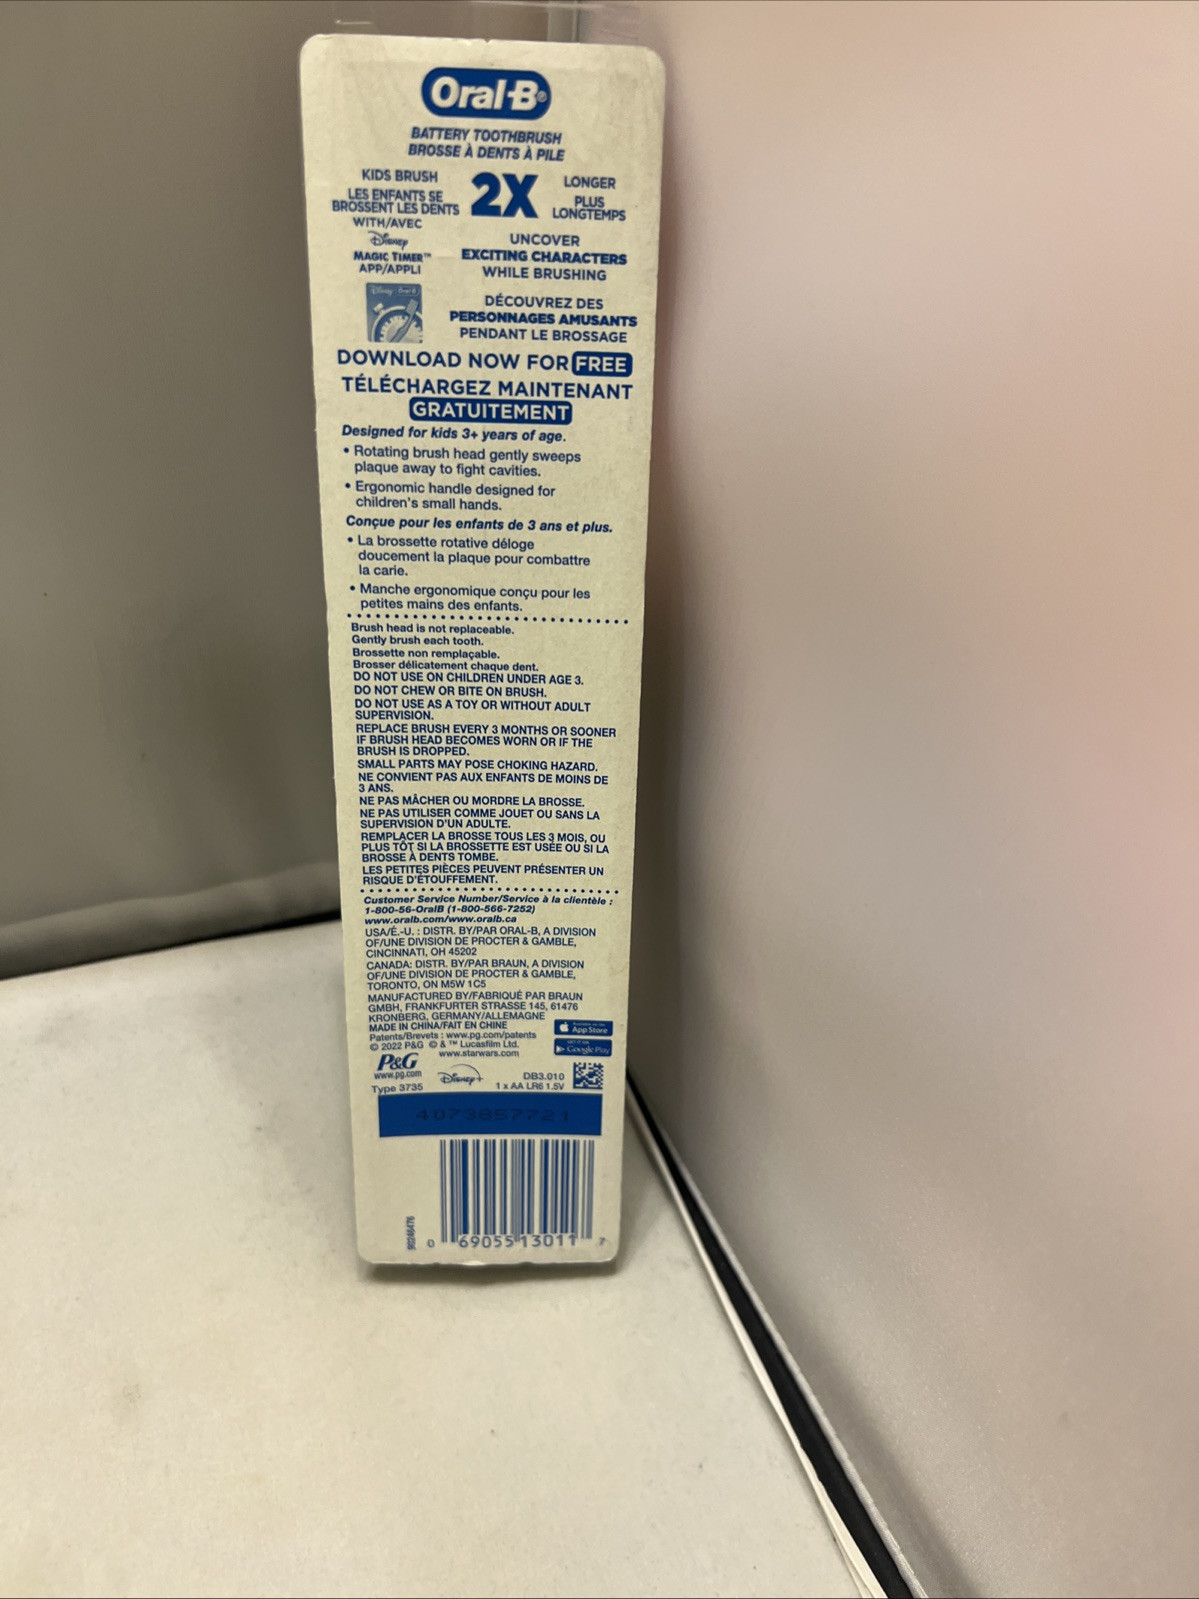 Oral-B®
BATTERY TOOTHBRUSH
BROSSE À DENTS À PILE
KIDS BRUSH
LES ENFANTS SE
BROSSENT LES DENTS
2X
LONGER
PLUS
LONGTEMPS
WITH/AVEC
Disney
MAGIC TIMER™
APP/APPLI
UNCOVER
EXCITING CHARACTERS
WHILE BRUSHING
Disney Oral-B
DÉCOUVREZ DES
PERSONNAGES AMUSANTS
PENDANT LE BROSSAGE
DOWNLOAD NOW FOR FREE
TÉLÉCHARGEZ MAINTENANT
GRATUITEMENT
Designed for kids 3+ years of age.
• Rotating brush head gently sweeps
plaque away to fight cavities.
• Ergonomic handle designed for
children's small hands.
Conçue pour les enfants de 3 ans et plus.
• La brossette rotative déloge
doucement la plaque pour combattre
la carie.
• Manche ergonomique conçu pour les
petites mains des enfants.
Brush head is not replaceable.
Gently brush each tooth.
Brossette non remplaçable.
Brosser délicatement chaque dent.
DO NOT USE ON CHILDREN UNDER AGE 3.
DO NOT CHEW OR BITE ON BRUSH.
DO NOT USE AS A TOY OR WITHOUT ADULT
SUPERVISION.
REPLACE BRUSH EVERY 3 MONTHS OR SOONER
IF BRUSH HEAD BECOMES WORN OR IF THE
BRUSH IS DROPPED.
SMALL PARTS MAY POSE CHOKING HAZARD.
NE CONVIENT PAS AUX ENFANTS DE MOINS DE
3 ANS.
NE PAS MÂCHER OU MORDRE LA BROSSE.
NE PAS UTILISER COMME JOUET OU SANS LA
SUPERVISION D'UN ADULTE.
REMPLACER LA BROSSE TOUS LES 3 MOIS, OU
PLUS TÔT SI LA BROSSETTE EST USÉE OU SI LA
BROSSE À DENTS TOMBE.
LES PETITES PIÈCES PEUVENT PRÉSENTER UN
RISQUE D'ÉTOUFFEMENT.
Customer Service Number/Service à la clientèle :
1-800-56-OralB (1-800-566-7252)
www.oralb.com/www.oralb.ca
USA/É.-U. : DISTR. BY/PAR ORAL-B, A DIVISION
OF/UNE DIVISION DE PROCTER & GAMBLE,
CINCINNATI, OH 45202
CANADA: DISTR. BY/PAR BRAUN, A DIVISION
OF/UNE DIVISION DE PROCTER & GAMBLE,
TORONTO, ON M5W 1C5
MANUFACTURED BY/FABRIQUÉ PAR BRAUN
GMBH, FRANKFURTER STRASSE 145, 61476
KRONBERG, GERMANY/ALLEMAGNE
MADE IN CHINA/FAIT EN CHINE
Patents/Brevets : www.pg.com/patents
© 2022 P&G © & ™ Lucasfilm Ltd.
www.starwars.com
Available on the
App Store
GET IT ON
Google Play
P&G
www.pg.com
Type 3735
Disney+
DB3.010
1 x AA LR6 1.5V
4073857721
90246476
0 69055 13011 7